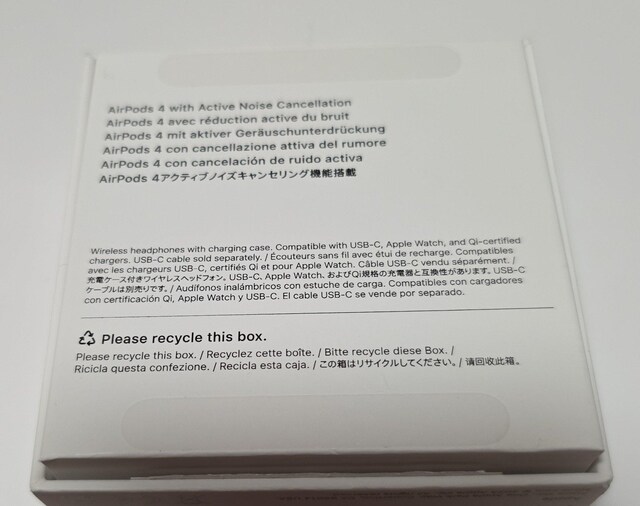 AirPods 4 with Active Noise Cancellation
AirPods 4 avec réduction active du bruit
AirPods 4 mit aktiver Geräuschunterdrückung
AirPods 4 con cancellazione attiva del rumore
AirPods 4 con cancelación de ruido activa
AirPods 4アクティブノイズキャンセリング機能搭載
Wireless headphones with charging case. Compatible with USB-C, Apple Watch, and Qi-certified
chargers. USB-C cable sold separately. / Écouteurs sans fil avec étui de recharge. Compatibles
avec les chargeurs USB-C, certifiés Qi et pour Apple Watch. Câble USB-C vendu séparément. /
充電ケース付きワイヤレスヘッドフォン。USB-C、Apple Watch、およびQi規格の充電器と互換性があります。USB-C
ケーブルは別売りです。/ Audífonos inalámbricos con estuche de carga. Compatibles con cargadores
con certificación Qi, Apple Watch y USB-C. El cable USB-C se vende por separado.
Please recycle this box.
Please recycle this box. / Recyclez cette boîte. / Bitte recycle diese Box. /
Ricicla questa confezione. / Recicla esta caja. / この箱はリサイクルしてください。/ 请回收此箱。